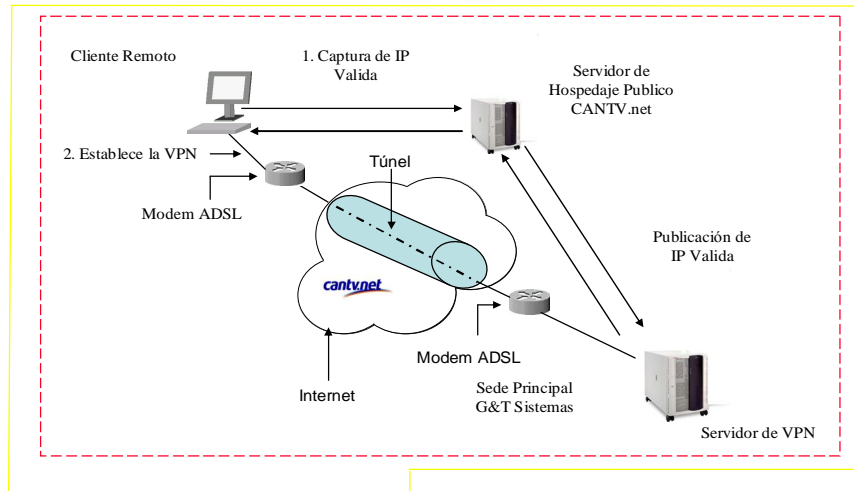 Cliente Remoto
1. Captura de IP
Valida
Servidor de
Hospedaje Publico
CANTV.net
2. Establece la VPN
Túnel
Modem ADSL
Publicación de
IP Valida
cantv.net
Modem ADSL
Internet
Sede Principal
G&T Sistemas
Servidor de VPN